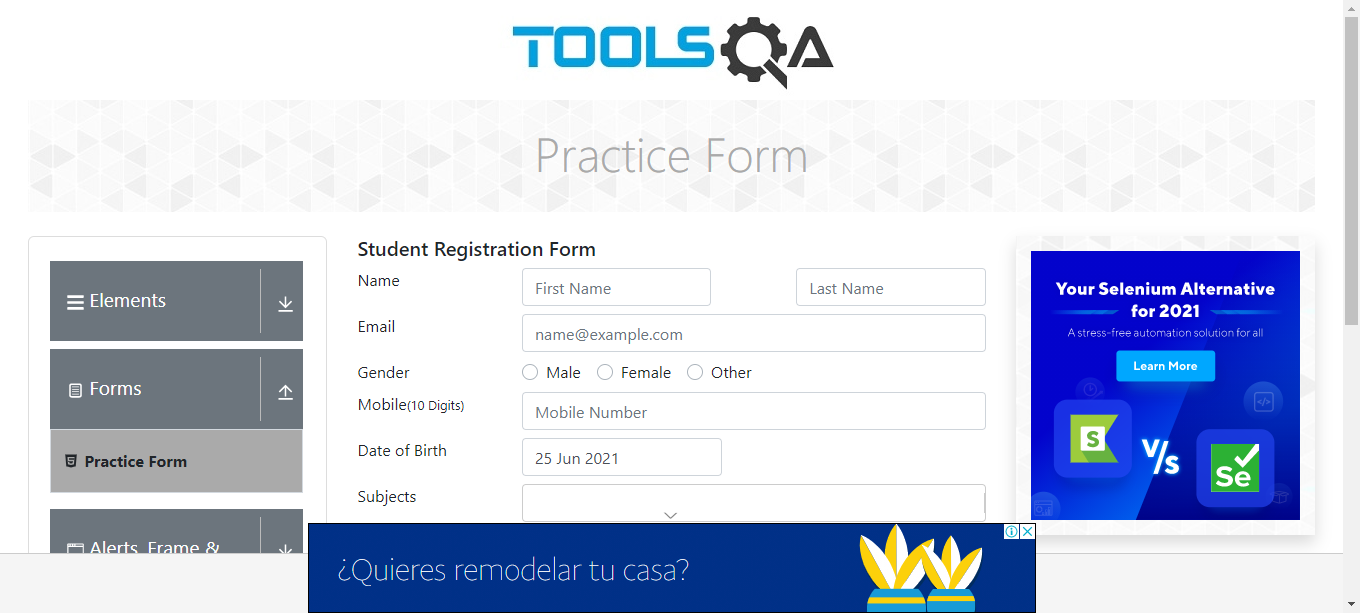 TOOLSQA
Practice Form
Elements
Forms
Practice Form
Alerts, Frame &
Student Registration Form
Name
First Name
Last Name
Email
name@example.com
Gender
Male
Female
Other
Mobile(10 Digits)
Mobile Number
Date of Birth
25 Jun 2021
Subjects
Your Selenium Alternative
for 2021
A stress-free automation solution for all
Learn More
S
V/s
Se
¿Quieres remodelar tu casa?